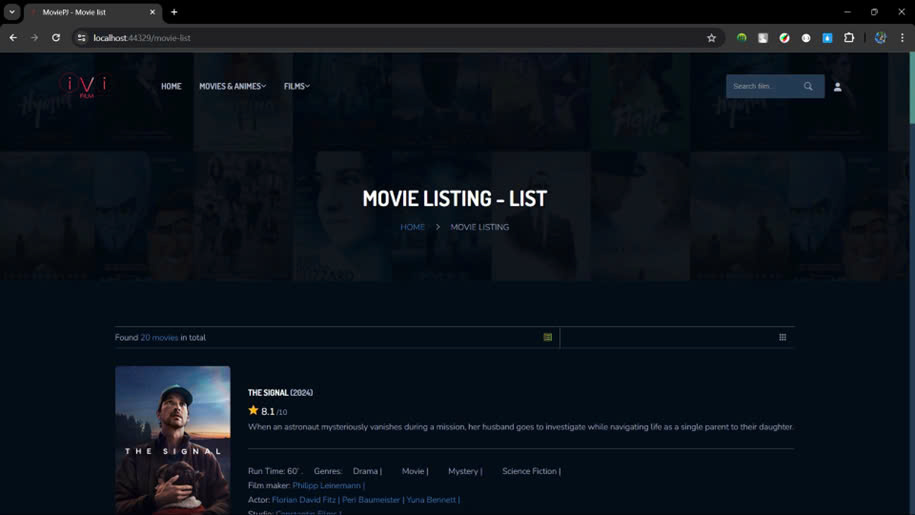 MoviePJ - Movie list
localhost:44329/movie-list
iVi
FILM
HOME
MOVIES & ANIMES
FILMS
Search film...
MOVIE LISTING - LIST
HOME
MOVIE LISTING
Found 20 movies in total
THE SIGNAL (2024)
8.1 /10
When an astronaut mysteriously vanishes during a mission, her husband goes to investigate while navigating life as a single parent to their daughter.
THE SIGNAL
Run Time: 60' . Genres: Drama | Movie | Mystery | Science Fiction |
Film maker: Philipp Leinemann |
Actor: Florian David Fitz | Peri Baumeister | Yuna Bennett |
Studio: Constantin Films |